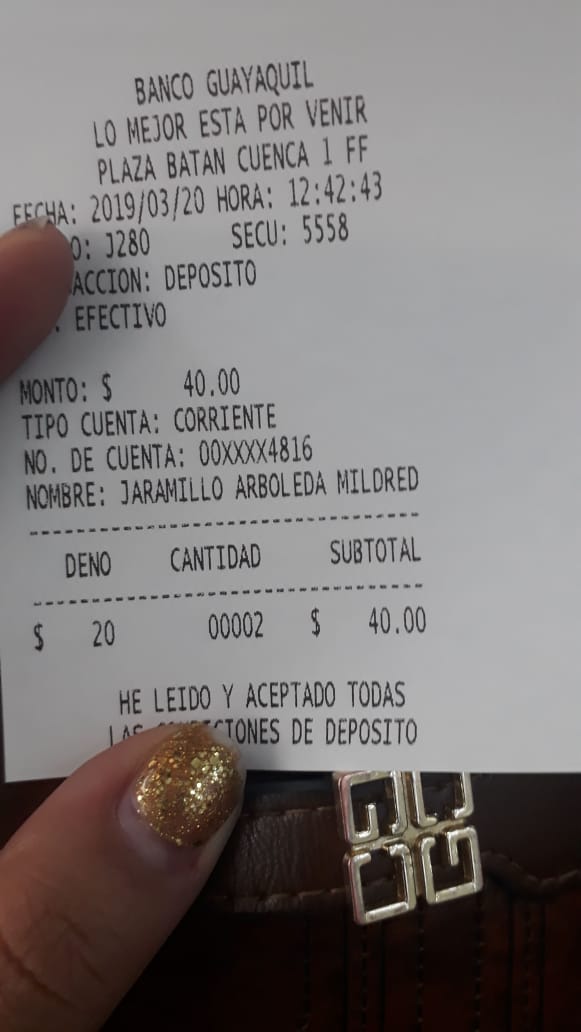 BANCO GUAYAQUIL
LO MEJOR ESTA POR VENIR
PLAZA BATAN CUENCA 1 FF
FECHA: 2019/03/20 HORA: 12:42:43
O: J280 SECU: 5558
ACCION: DEPOSITO
. EFECTIVO
MONTO: $ 40.00
TIPO CUENTA: CORRIENTE
NO. DE CUENTA: 00XXXX4816
NOMBRE: JARAMILLO ARBOLEDA MILDRED
DENO CANTIDAD SUBTOTAL
$ 20 00002 $ 40.00
HE LEIDO Y ACEPTADO TODAS
LAS CONDICIONES DE DEPOSITO